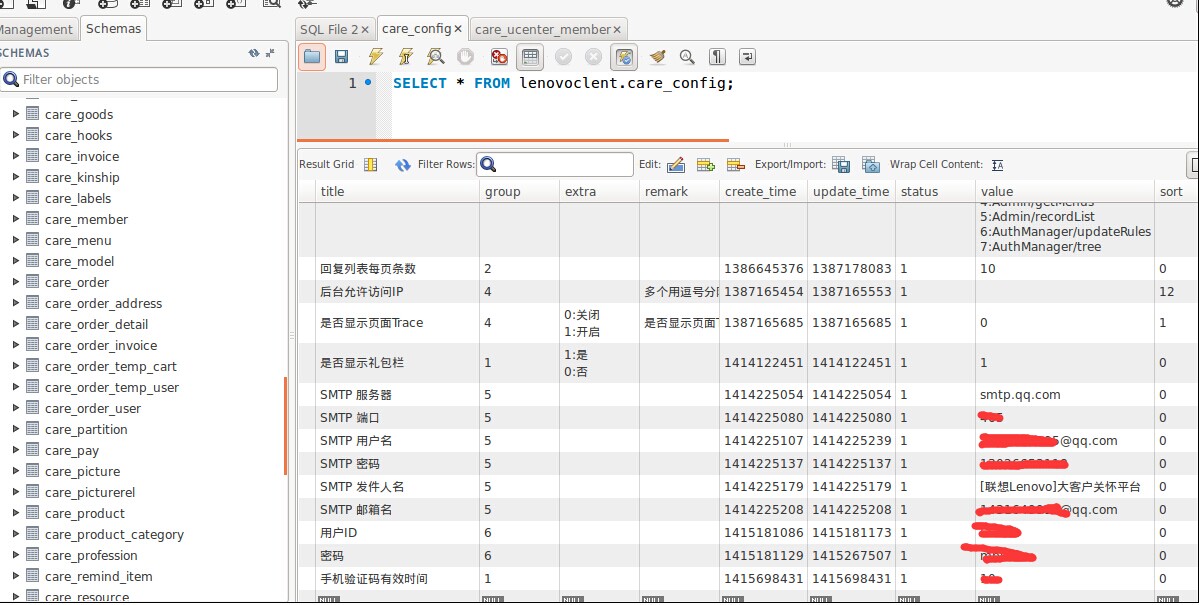 Management
Schemas
SQL File 2 ×
care_config ×
care_ucenter_member ×
SCHEMAS
Filter objects
care_goods
care_hooks
care_invoice
care_kinship
care_labels
care_member
care_menu
care_model
care_order
care_order_address
care_order_detail
care_order_invoice
care_order_temp_cart
care_order_temp_user
care_order_user
care_partition
care_pay
care_picture
care_picturerel
care_product
care_product_category
care_profession
care_remind_item
care_resource
1
SELECT * FROM lenovoclent.care_config;
Result Grid Filter Rows: Edit: Export/Import: Wrap Cell Content:
title group extra remark create_time update_time status value sort
4:Admin/getMenus
5:Admin/recordList
6:AuthManager/updateRules
7:AuthManager/tree
回复列表每页条数 2 1386645376 1387178083 1 10 0
后台允许访问IP 4 多个用逗号分 1387165454 1387165553 1 12
是否显示页面Trace 4 0:关闭
1:开启 是否显示页面 1387165685 1387165685 1 0 1
是否显示礼包栏 1 1:是
0:否 1414122451 1414122451 1 1 0
SMTP 服务器 5 1414225054 1414225054 1 smtp.qq.com 0
SMTP 端口 5 1414225080 1414225080 1 0
SMTP 用户名 5 1414225107 1414225239 1 @qq.com 0
SMTP 密码 5 1414225137 1414225137 1 0
SMTP 发件人名 5 1414225179 1414225179 1 [联想Lenovo]大客户关怀平台 0
SMTP 邮箱名 5 1414225208 1414225208 1 @qq.com 0
用户ID 6 1415181086 1415181173 1 0
密码 6 1415181129 1415267507 1 0
手机验证码有效时间 1 1415698431 1415698431 1 0
NULL NULL NULL NULL NULL NULL NULL NULL NULL